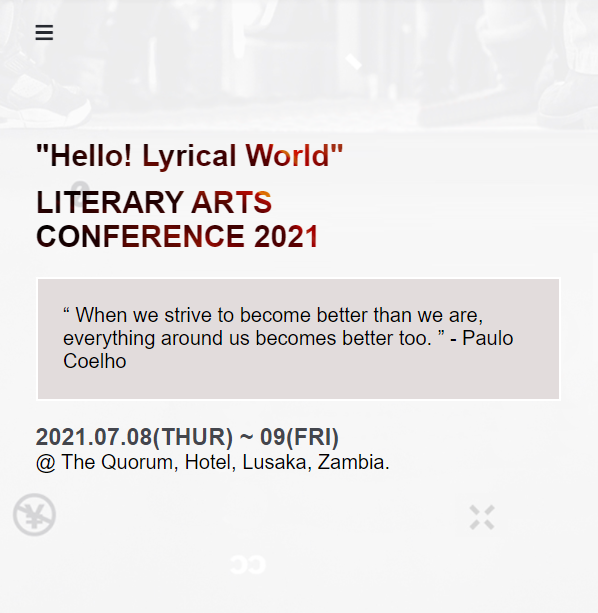 "Hello! Lyrical World"
LITERARY ARTS
CONFERENCE 2021
“ When we strive to become better than we are,
everything around us becomes better too. ” - Paulo
Coelho
2021.07.08(THUR) ~ 09(FRI)
@ The Quorum, Hotel, Lusaka, Zambia.